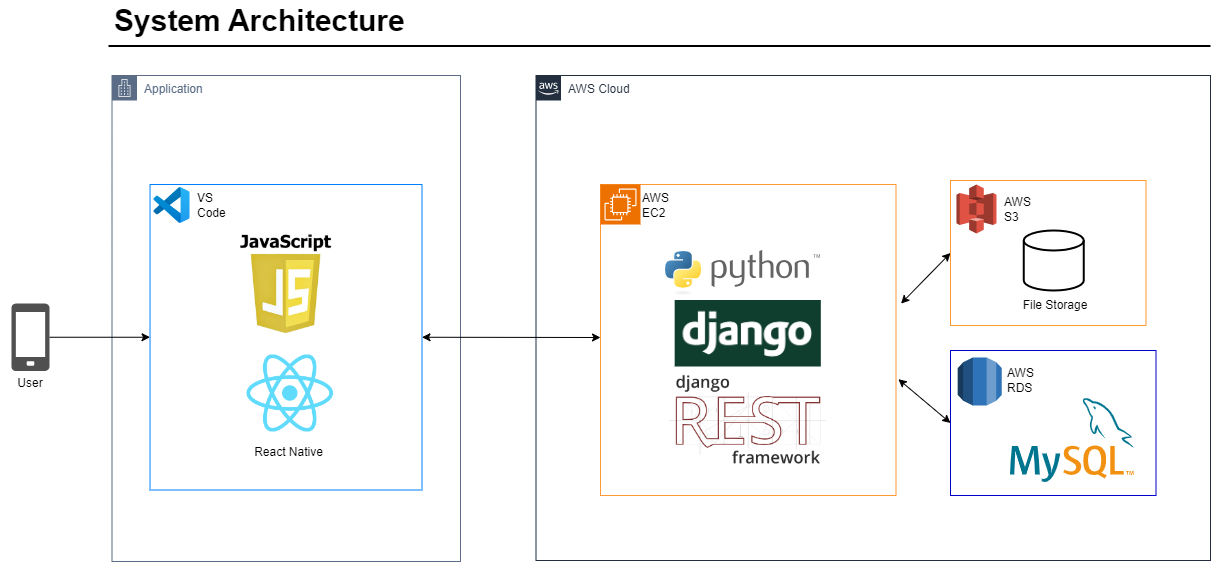 System Architecture
Application
aws
AWS Cloud
VS
Code
JavaScript
JS
React Native
User
AWS
EC2
python™
django
django
REST
framework
AWS
S3
File Storage
AWS
RDS
MySQL™